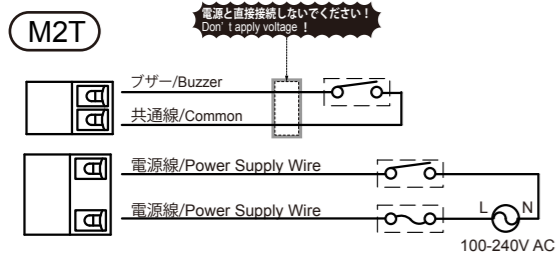 M2T
電源と直接接続しないでください！
Don't apply voltage！
ブザー/Buzzer
共通線/Common
電源線/Power Supply Wire
電源線/Power Supply Wire
L
N
100-240V AC